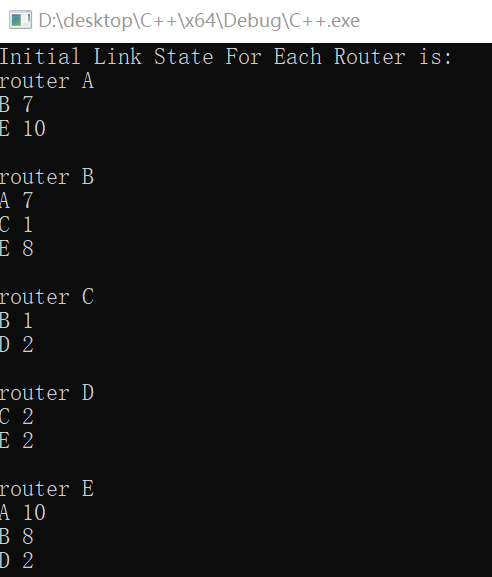 D:\desktop\C++\x64\Debug\C++.exe
Initial Link State For Each Router is:
router A
B 7
E 10

router B
A 7
C 1
E 8

router C
B 1
D 2

router D
C 2
E 2

router E
A 10
B 8
D 2